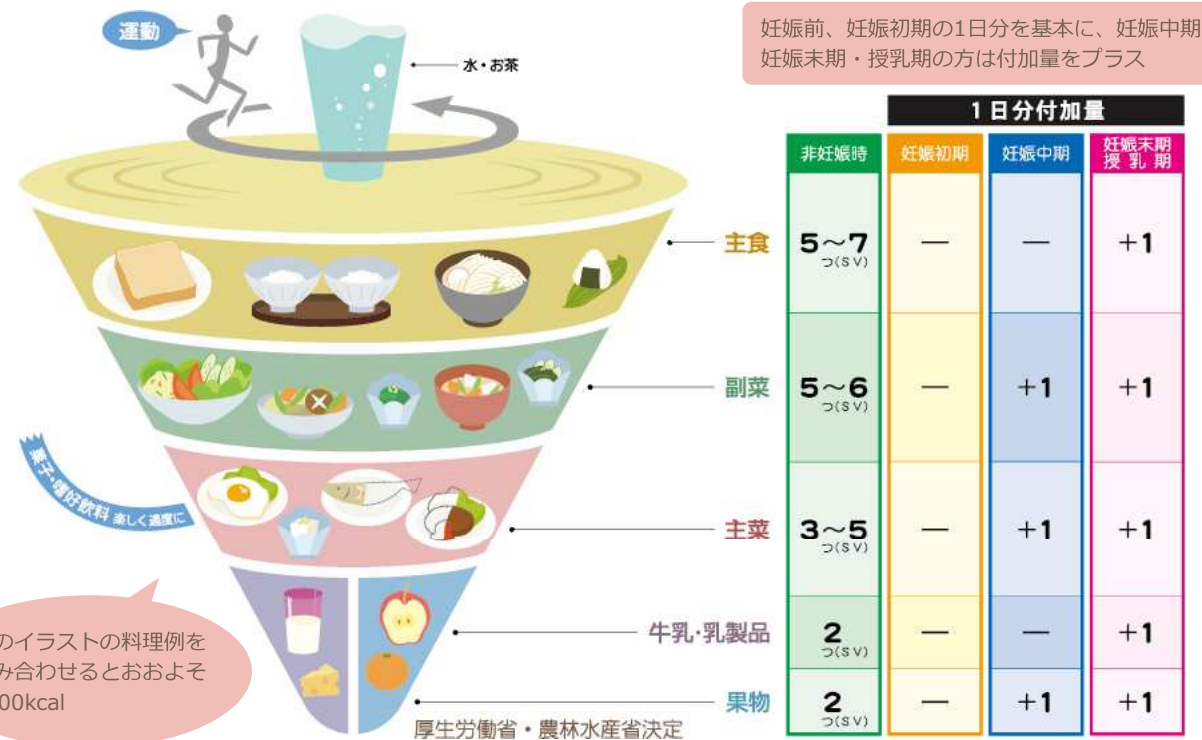 運動
水・お茶
妊娠前、妊娠初期の1日分を基本に、妊娠中期
妊娠末期・授乳期の方は付加量をプラス
1日分付加量
非妊娠時
妊娠初期
妊娠中期
妊娠末期
授乳期
主食
5~7
つ(SV)
—
—
+1
副菜
5~6
つ(SV)
—
+1
+1
主菜
3~5
つ(SV)
—
+1
+1
牛乳・乳製品
2
つ(SV)
—
—
+1
果物
2
つ(SV)
—
+1
+1
菓子・嗜好飲料 楽しく適度に
のイラストの料理例を
み合わせるとおおよそ
00kcal
厚生労働省・農林水産省決定